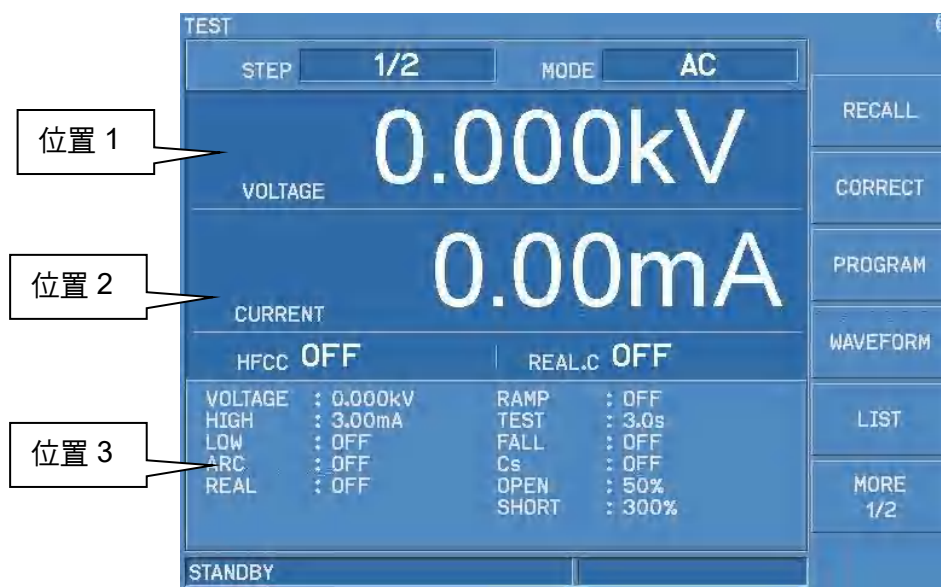 TEST
STEP 1/2 MODE AC
位置 1
0.000kV
VOLTAGE
位置 2
0.00mA
CURRENT
HFCC OFF REAL.C OFF
位置 3
VOLTAGE : 0.000kV RAMP : OFF
HIGH : 3.00mA TEST : 3.0s
LOW : OFF FALL : OFF
ARC : OFF Cs : OFF
REAL : OFF OPEN : 50%
SHORT : 300%
STANDBY
RECALL
CORRECT
PROGRAM
WAVEFORM
LIST
MORE
1/2